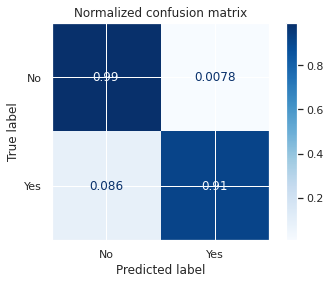 Normalized confusion matrix
True label
No
0.99
0.0078
Yes
0.086
0.91
No
Yes
Predicted label
0.8
0.6
0.4
0.2